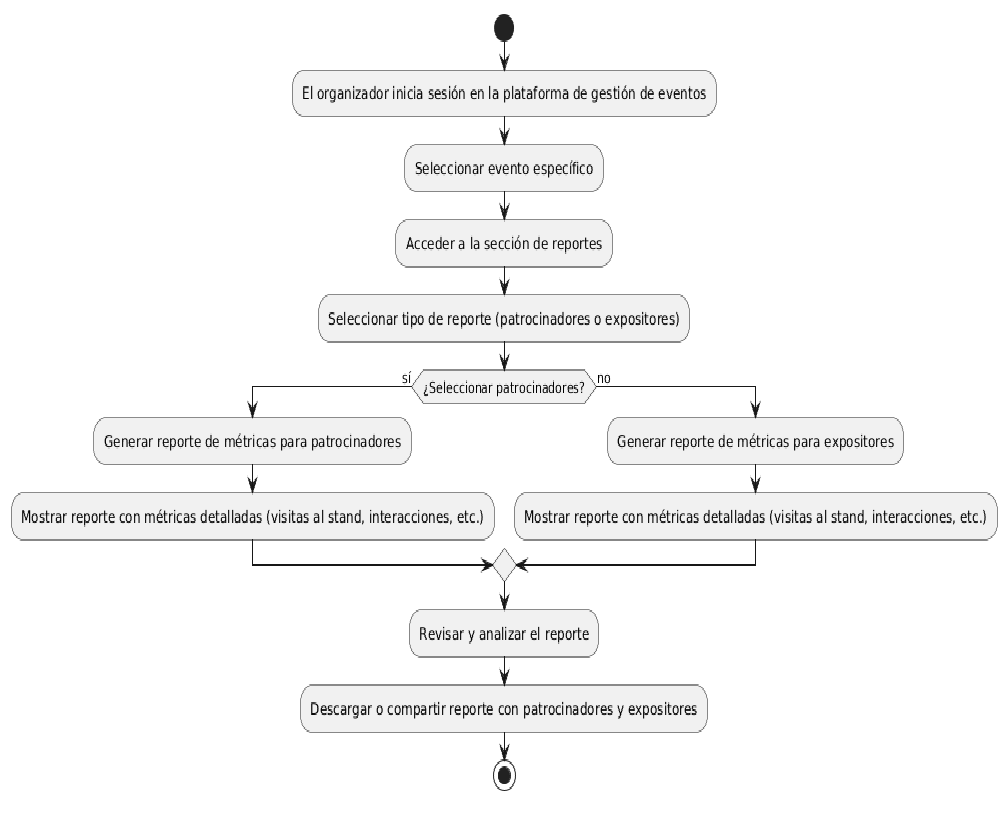 El organizador inicia sesión en la plataforma de gestión de eventos
Seleccionar evento específico
Acceder a la sección de reportes
Seleccionar tipo de reporte (patrocinadores o expositores)
sí
¿Seleccionar patrocinadores?
no
Generar reporte de métricas para patrocinadores
Generar reporte de métricas para expositores
Mostrar reporte con métricas detalladas (visitas al stand, interacciones, etc.)
Mostrar reporte con métricas detalladas (visitas al stand, interacciones, etc.)
Revisar y analizar el reporte
Descargar o compartir reporte con patrocinadores y expositores